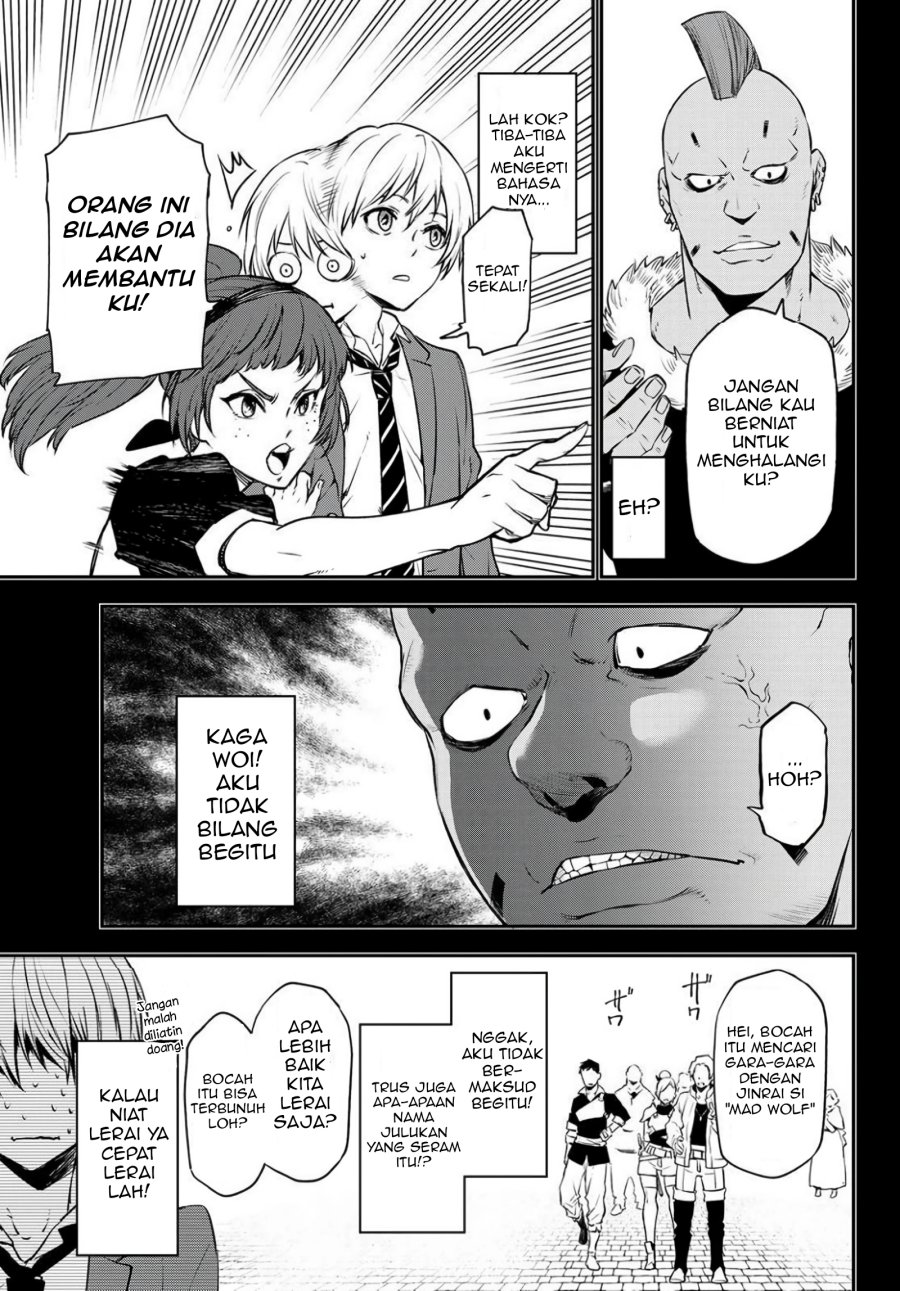 JANGAN
BILANG KAU
BERNIAT
UNTUK
MENGHALANGI
KU?
EH?
LAH KOK?
TIBA-TIBA
AKU
MENGERTI
BAHASA
NYA...
TEPAT
SEKALI!
ORANG INI
BILANG DIA
AKAN
MEMBANTU
KU!
...
HOH?
KAGA
WOI!
AKU
TIDAK
BILANG
BEGITU
HEI, BOCAH
ITU MENCARI
GARA-GARA
DENGAN
JINRAI SI
"MAD WOLF"
ザワ
ザワ
NGGAK,
AKU TIDAK
BER-
MAKSUD
BEGITU!
TRUS JUGA
APA-APAAN
NAMA
JULUKAN
YANG SERAM
ITU!?
APA
LEBIH
BAIK
KITA
LERAI
SAJA?
BOCAH
ITU BISA
TERBUNUH
LOH?
Jangan
malah
diliatin
doang!
KALAU
NIAT
LERAI YA
CEPAT
LERAI
LAH!